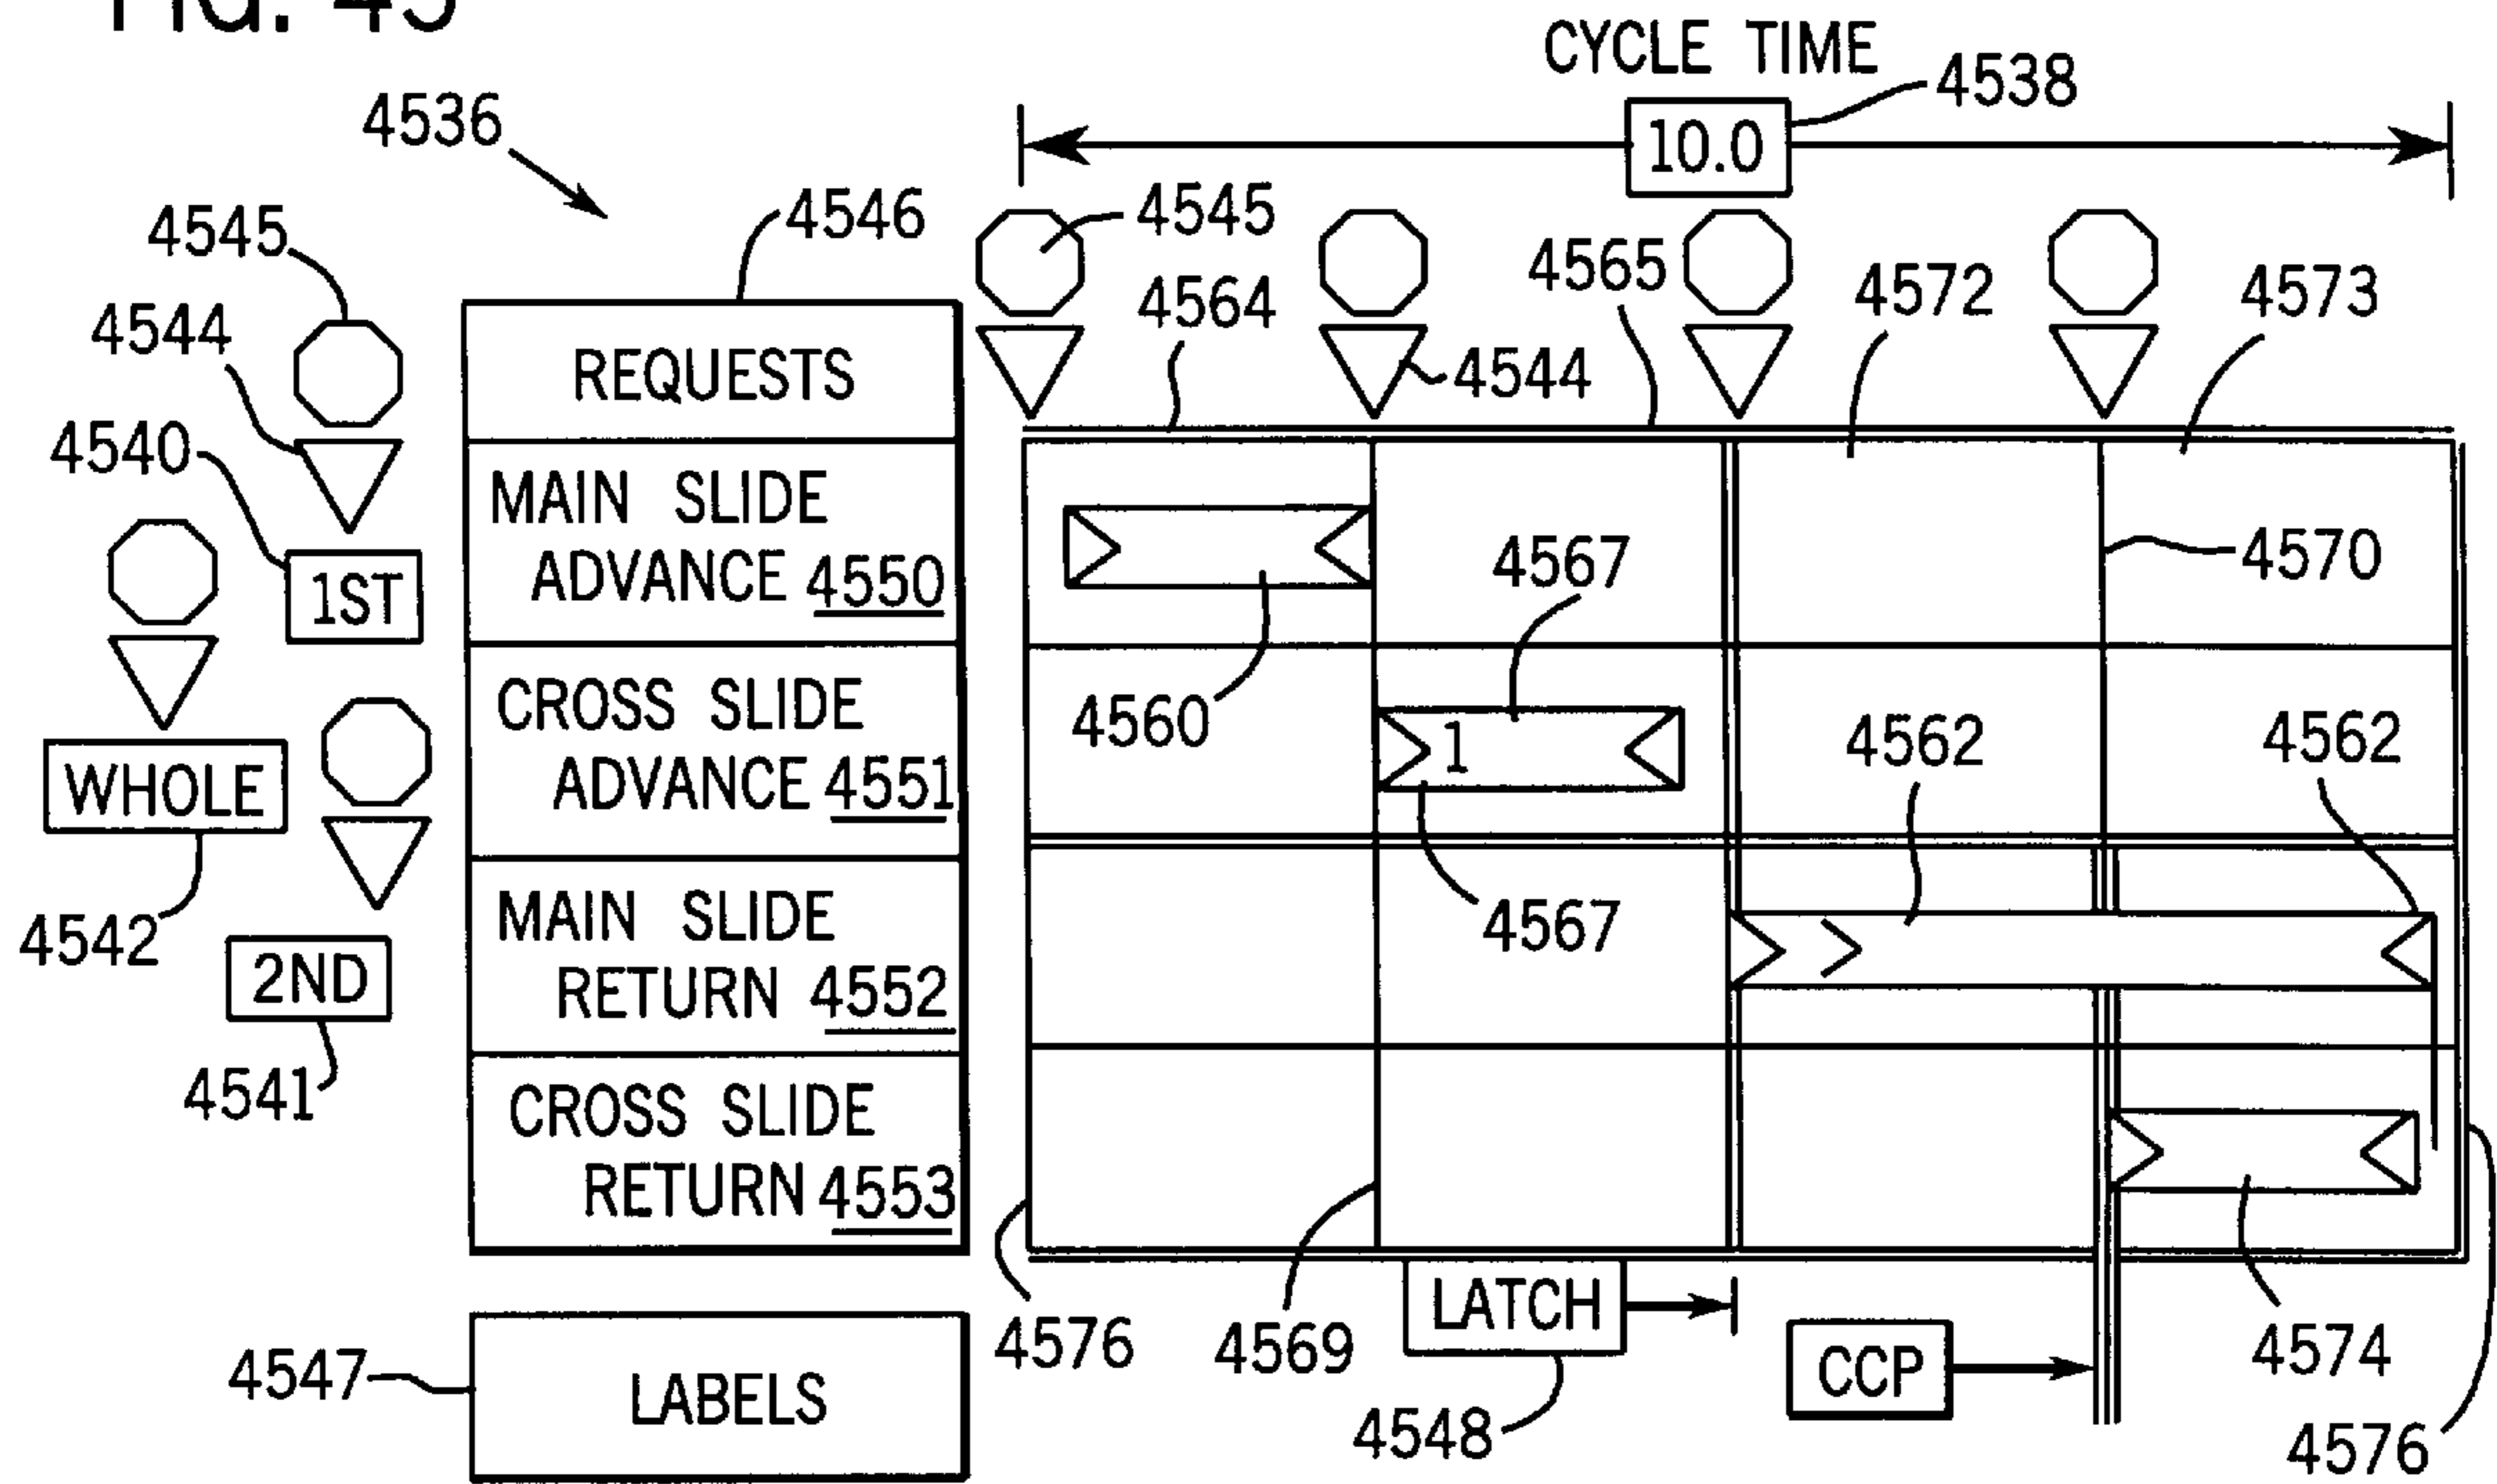 FIG. 45
CYCLE TIME
4538
10.0
4536
4546
4545
4545
4564
4565
4572
4573
4544
4544
4540
REQUESTS
MAIN SLIDE
ADVANCE 4550
4570
4567
1ST
4560
CROSS SLIDE
ADVANCE 4551
1
4562
4562
WHOLE
4567
4542
MAIN SLIDE
RETURN 4552
2ND
4541
CROSS SLIDE
RETURN 4553
4576
4569
LATCH
4574
CCP
4547
LABELS
4548
4576